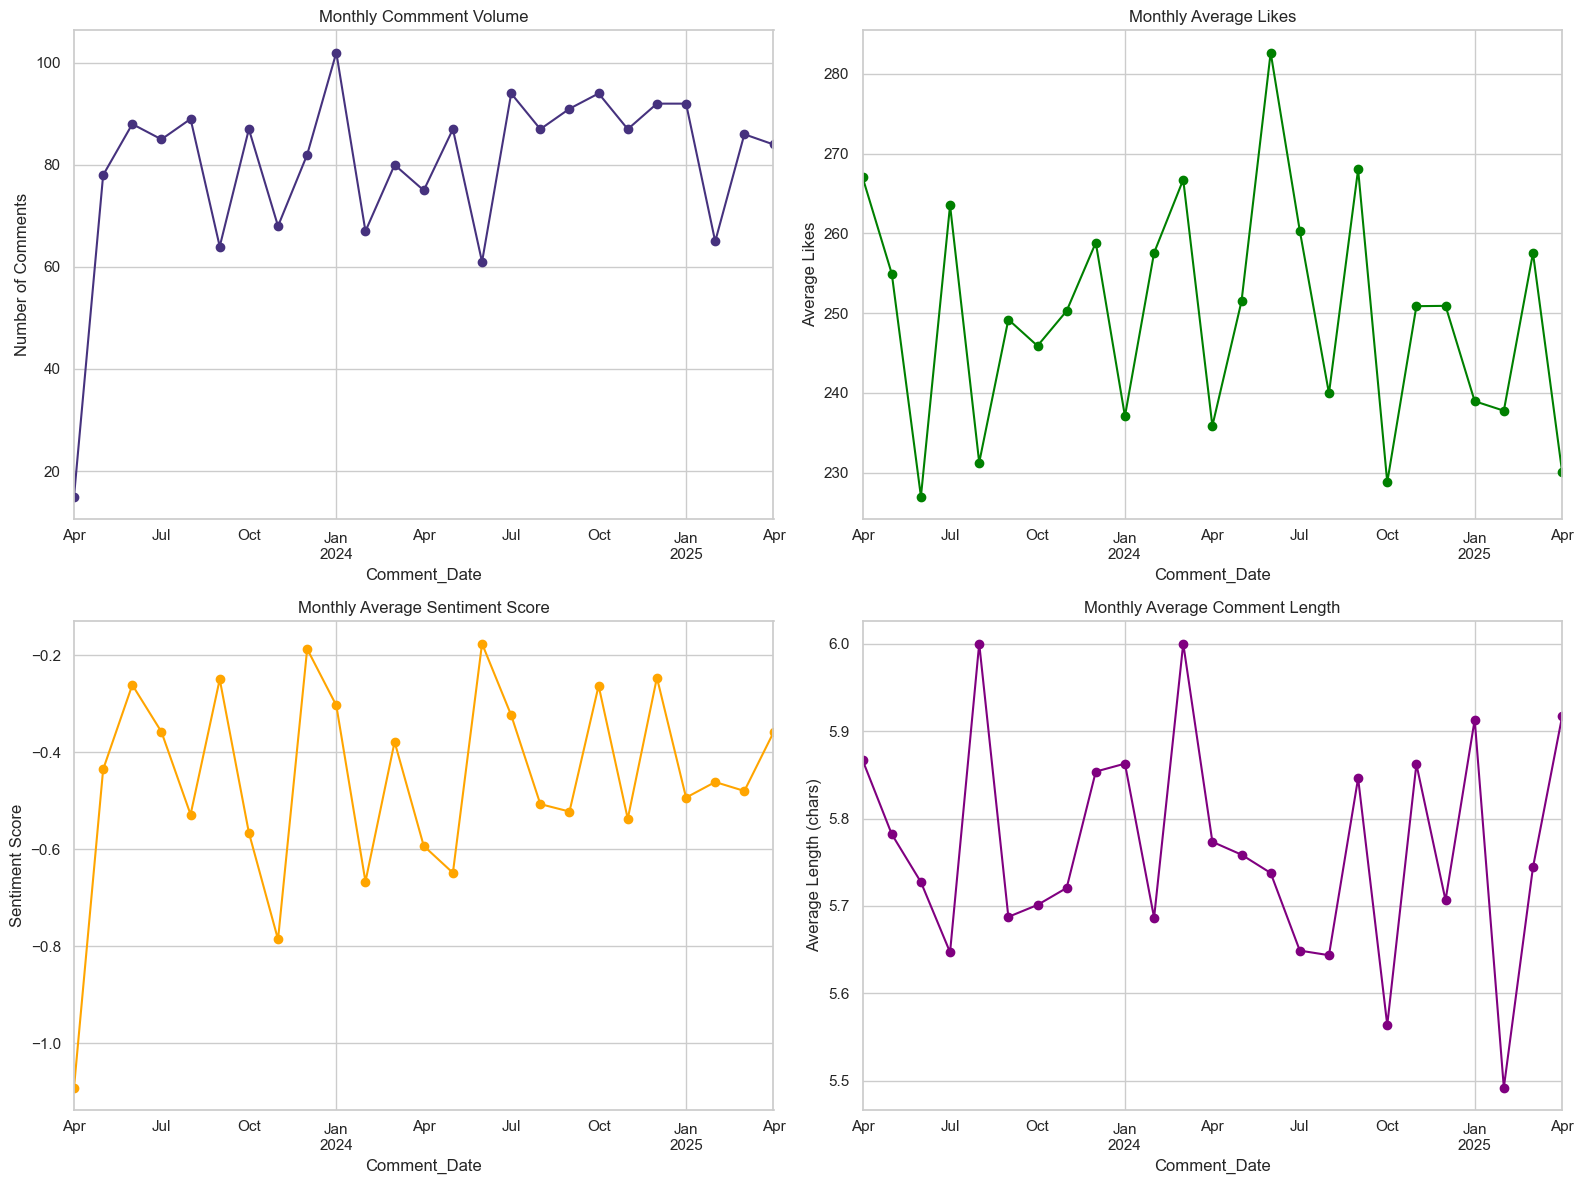 Monthly Commment Volume
Number of Comments
100
80
60
40
20
Apr Jul Oct Jan Apr Jul Oct Jan Apr
2024 2025
Comment_Date
Monthly Average Likes
Average Likes
280
270
260
250
240
230
Apr Jul Oct Jan Apr Jul Oct Jan Apr
2024 2025
Comment_Date
Monthly Average Sentiment Score
Sentiment Score
−0.2
−0.4
−0.6
−0.8
−1.0
Apr Jul Oct Jan Apr Jul Oct Jan Apr
2024 2025
Comment_Date
Monthly Average Comment Length
Average Length (chars)
6.0
5.9
5.8
5.7
5.6
5.5
Apr Jul Oct Jan Apr Jul Oct Jan Apr
2024 2025
Comment_Date